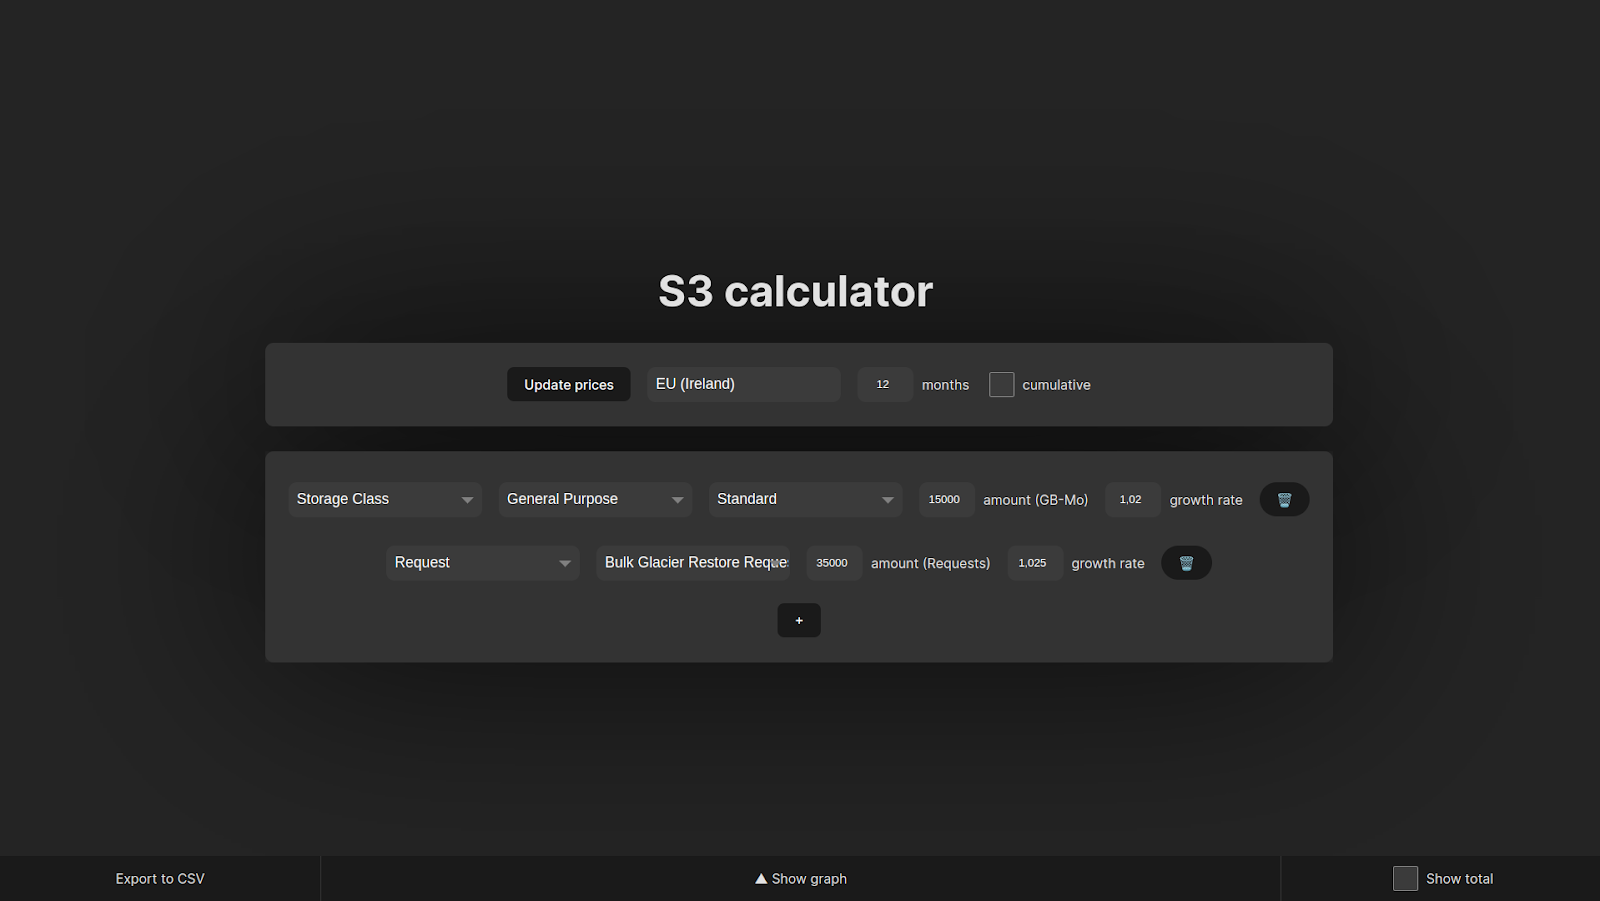 S3 calculator
Update prices EU (Ireland) 12 months cumulative
Storage Class General Purpose Standard 15000 amount (GB-Mo) 1,02 growth rate
Request Bulk Glacier Restore Reque 35000 amount (Requests) 1,025 growth rate
+
Export to CSV ▲ Show graph Show total